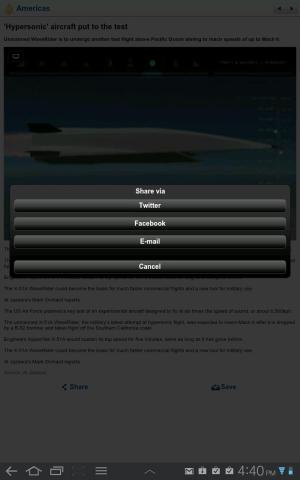 Americas
'Hypersonic' aircraft put to the test
Unmanned WaveRider is to undergo another test flight above Pacific Ocean aiming to reach speeds of up to Mach 6.
Share via
Twitter
Facebook
E-mail
Cancel
The X-51A WaveRider could become the basis for much faster commercial flights and a new tool for military use.
Al Jazeera's Mark Orchard reports.
The US Air Force planned a key test of an experimental aircraft designed to fly at six times the speed of sound, or about
The unmanned X-51A WaveRider, the military's latest attempt at hypersonic flight, was expected to reach Mach 6 after it is dropped
by a B-52 bomber and takes flight off the Southern California coast.
Engineers hoped the X-51A would sustain its top speed for five minutes, twice as long as it has gone before.
The X-51A WaveRider could become the basis for much faster commercial flights and a new tool for military use.
Al Jazeera's Mark Orchard reports.
Source: Al Jazeera
Share
Save
4:40 PM